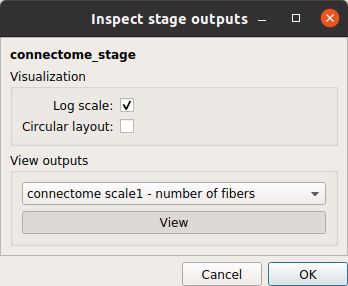 Inspect stage outputs
connectome_stage
Visualization
Log scale:
Circular layout:
View outputs
connectome scale1 - number of fibers
View
Cancel OK